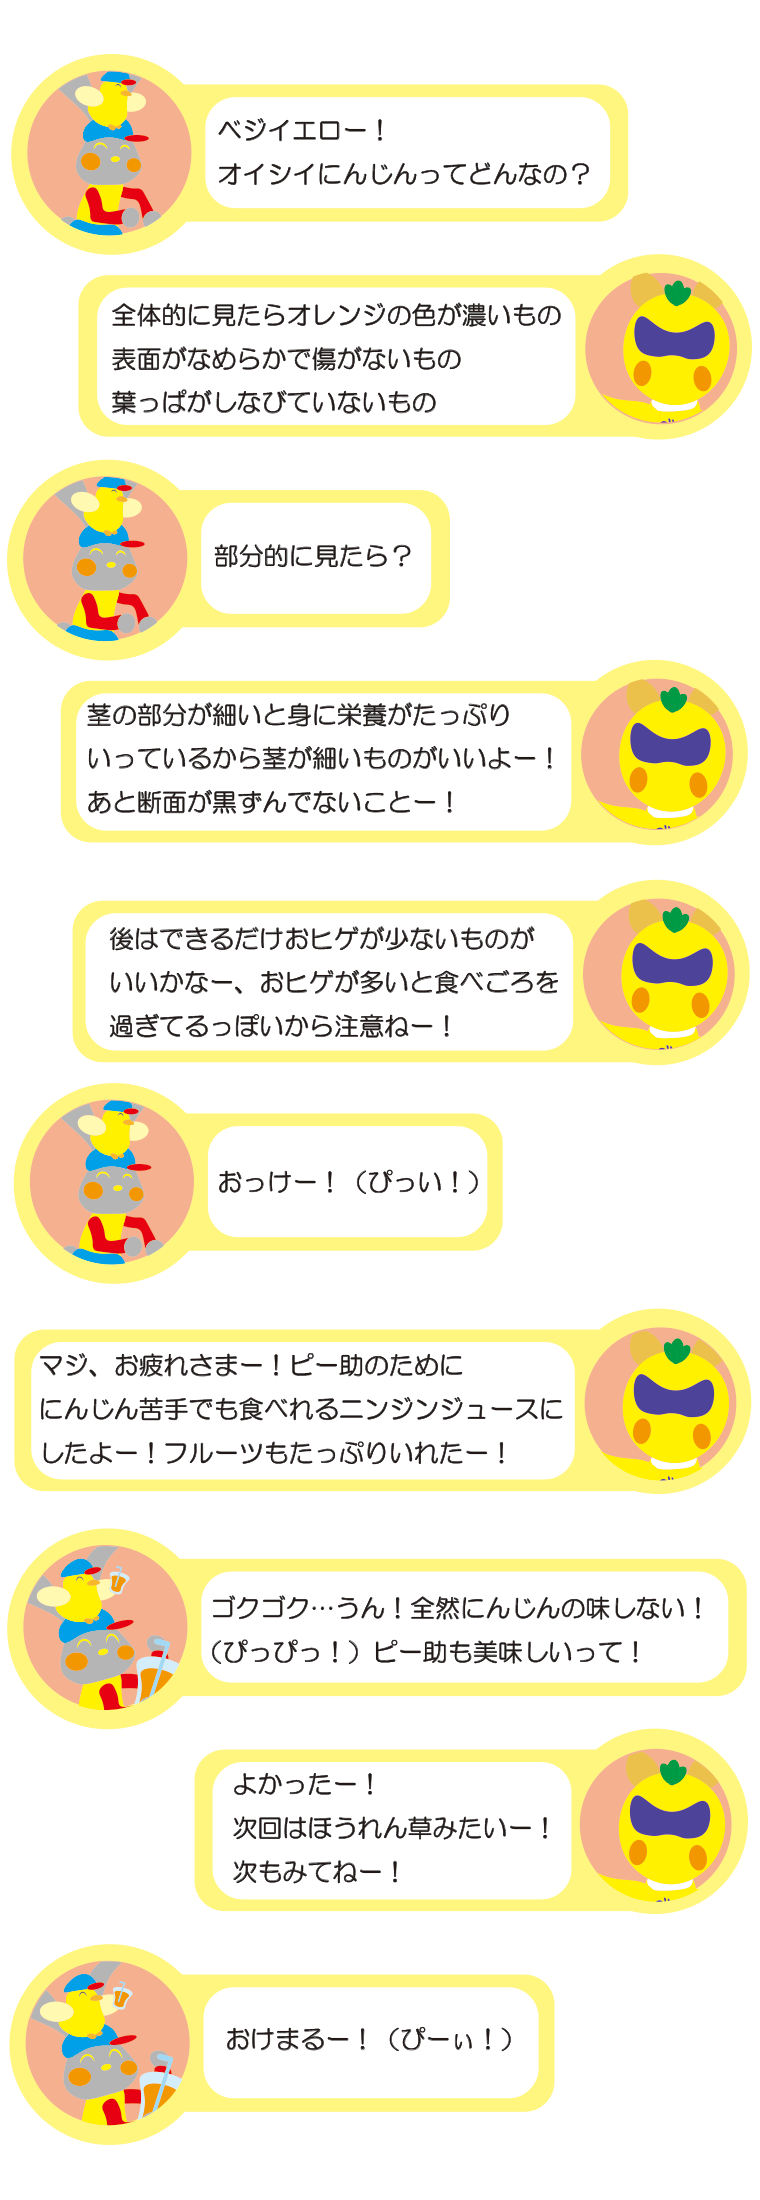 ベジイエロー！
オイシイにんじんってどんなの？
全体的に見たらオレンジの色が濃いもの
表面がなめらかで傷がないもの
葉っぱがしなびていないもの
部分的に見たら？
茎の部分が細いと身に栄養がたっぷり
いっているから茎が細いものがいいよー！
あと断面が黒ずんでないことー！
後はできるだけおヒゲが少ないものが
いいかなー、おヒゲが多いと食べごろを
過ぎてるっぽいから注意ねー！
おっけー！（ぴっい！）
マジ、お疲れさまー！ピー助のために
にんじん苦手でも食べれるニンジンジュースに
したよー！フルーツもたっぷりいれたー！
ゴクゴク…うん！全然にんじんの味しない！
（ぴっぴっ！）ピー助も美味しいって！
よかったー！
次回はほうれん草みたいー！
次もみてねー！
おけまるー！（ぴーぃ！）